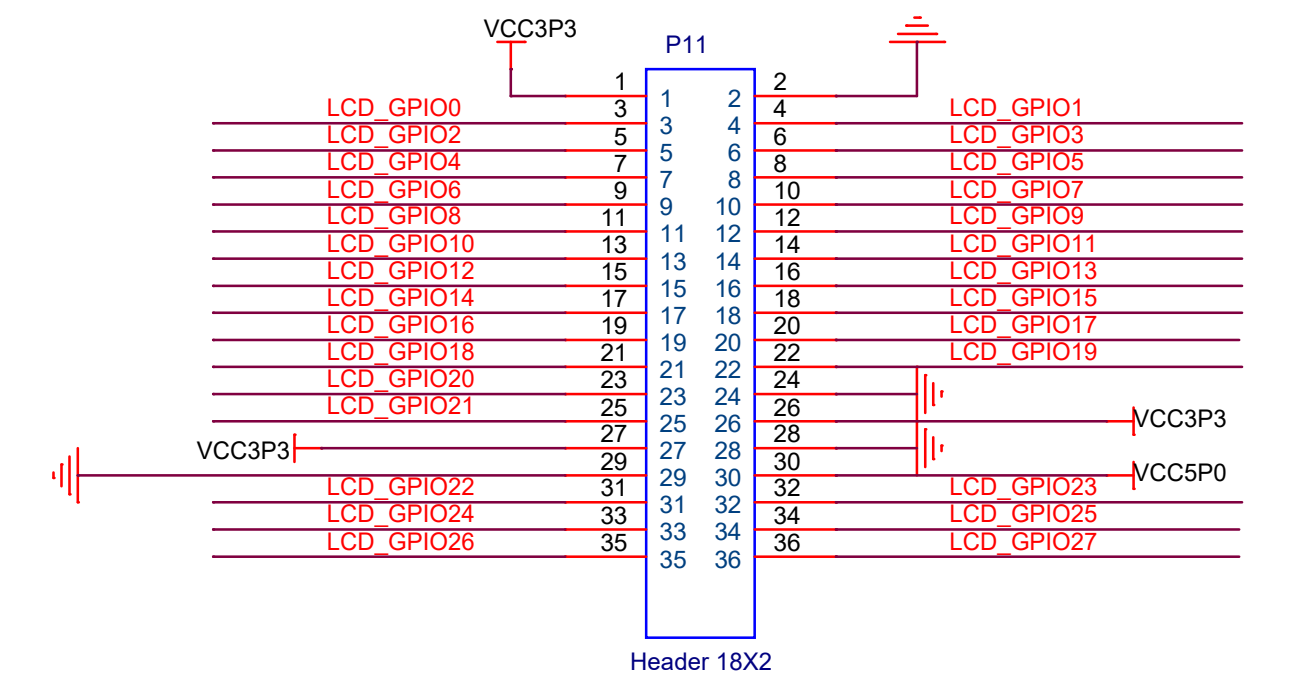 VCC3P3
P11
1 2
1 2
LCD_GPIO0 3 4 LCD_GPIO1
3 4
LCD_GPIO2 5 6 LCD_GPIO3
5 6
LCD_GPIO4 7 8 LCD_GPIO5
7 8
LCD_GPIO6 9 10 LCD_GPIO7
9 10
LCD_GPIO8 11 12 LCD_GPIO9
11 12
LCD_GPIO10 13 14 LCD_GPIO11
13 14
LCD_GPIO12 15 16 LCD_GPIO13
15 16
LCD_GPIO14 17 18 LCD_GPIO15
17 18
LCD_GPIO16 19 20 LCD_GPIO17
19 20
LCD_GPIO18 21 22 LCD_GPIO19
21 22
LCD_GPIO20 23 24
23 24
LCD_GPIO21 25 26
25 26 VCC3P3
27 28
VCC3P3 27 28
29 30
29 30 VCC5P0
LCD_GPIO22 31 32 LCD_GPIO23
31 32
LCD_GPIO24 33 34 LCD_GPIO25
33 34
LCD_GPIO26 35 36 LCD_GPIO27
35 36
Header 18X2